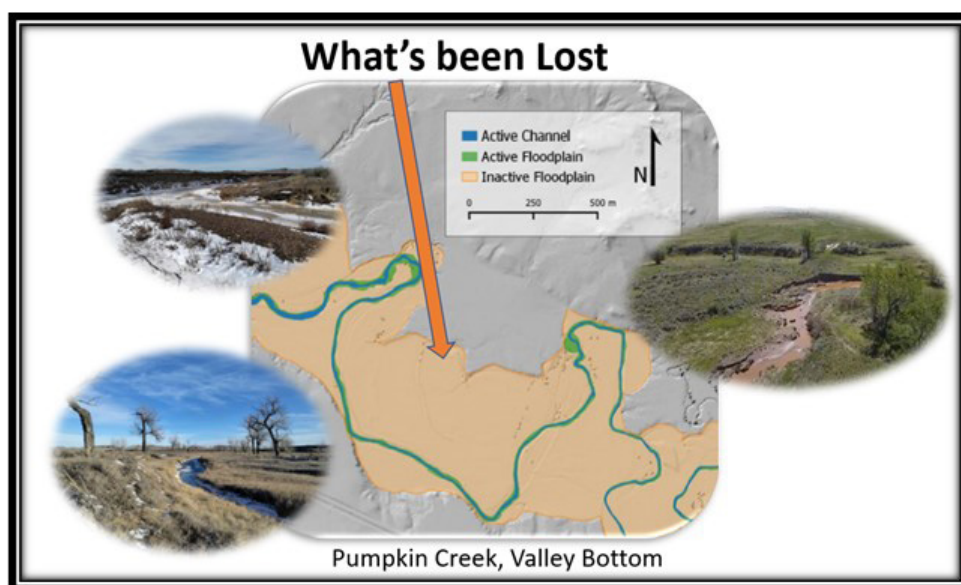 What's been Lost
Active Channel
Active Floodplain
Inactive Floodplain
N
0 250 500 m
Pumpkin Creek, Valley Bottom